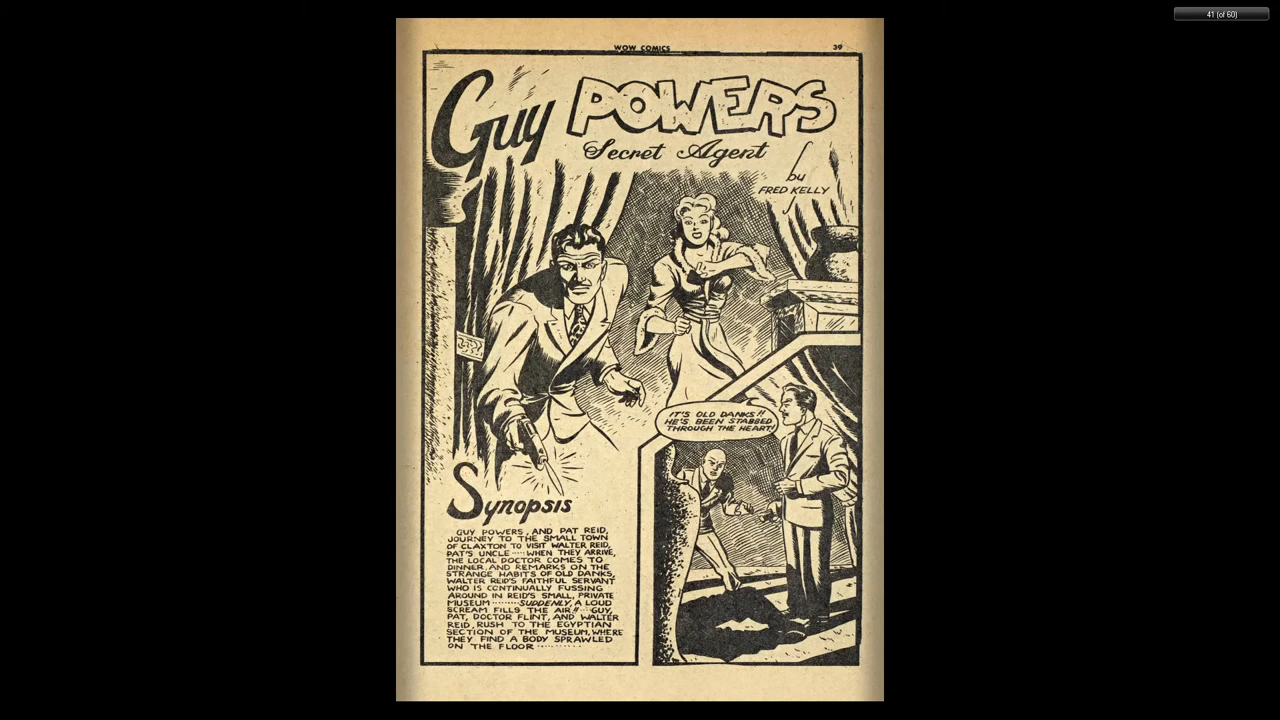 41 (of 60)
WOW COMICS
39
Guy POWERS
Secret Agent
by
FRED KELLY
IT'S OLD DANKS!!
HE'S BEEN STABBED
THROUGH THE HEART!
Synopsis
GUY POWERS, AND PAT REID,
JOURNEY TO THE SMALL TOWN
OF CLAXTON TO VISIT WALTER REID,
PAT'S UNCLE ---- WHEN THEY ARRIVE,
THE LOCAL DOCTOR COMES TO
DINNER, AND REMARKS ON THE
STRANGE HABITS OF OLD DANKS,
WALTER REID'S FAITHFUL SERVANT
WHO IS CONTINUALLY FUSSING
AROUND IN REID'S SMALL, PRIVATE
MUSEUM -------- SUDDENLY, A LOUD
SCREAM FILLS THE AIR!! --- GUY,
PAT, DOCTOR FLINT, AND WALTER
REID, RUSH TO THE EGYPTIAN
SECTION OF THE MUSEUM, WHERE
THEY FIND A BODY SPRAWLED
ON THE FLOOR -----------